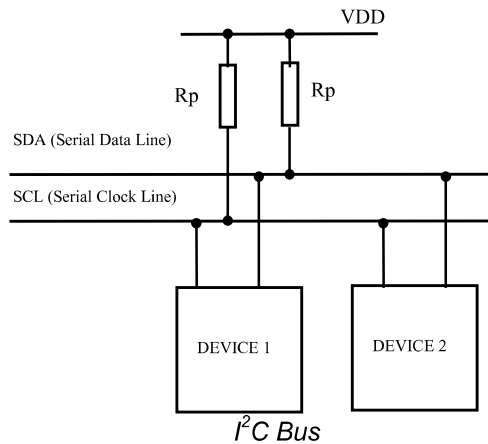 VDD
Rp
Rp
SDA (Serial Data Line)
SCL (Serial Clock Line)
DEVICE 1
DEVICE 2
I²C Bus